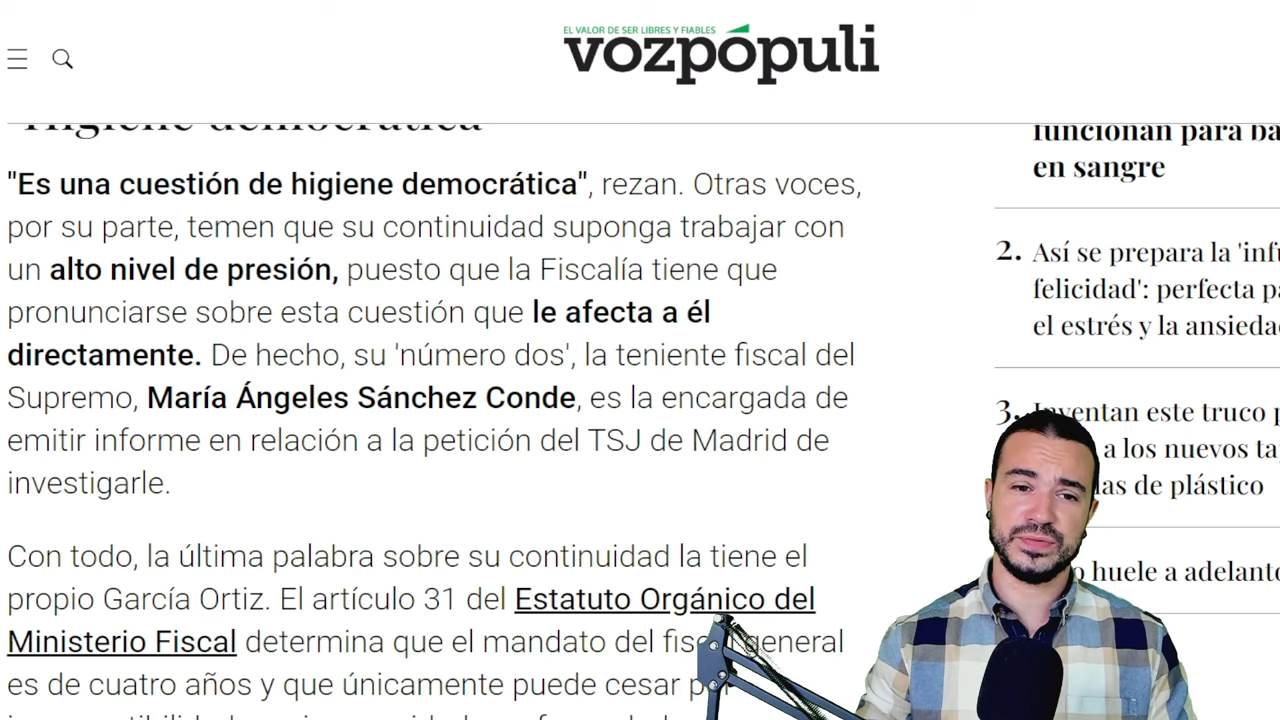 EL VALOR DE SER LIBRES Y FIABLES
vozpópuli
"Higiene democrática"
"Es una cuestión de higiene democrática", rezan. Otras voces,
por su parte, temen que su continuidad suponga trabajar con
un alto nivel de presión, puesto que la Fiscalía tiene que
pronunciarse sobre esta cuestión que le afecta a él
directamente. De hecho, su 'número dos', la teniente fiscal del
Supremo, María Ángeles Sánchez Conde, es la encargada de
emitir informe en relación a la petición del TSJ de Madrid de
investigarle.
Con todo, la última palabra sobre su continuidad la tiene el
propio García Ortiz. El artículo 31 del Estatuto Orgánico del
Ministerio Fiscal determina que el mandato del fiscal general
es de cuatro años y que únicamente puede cesar
funcionan para
en sangre
2. Así se prepara la
felicidad': perfecta
el estrés y la
3. Inventan este truco
a los nuevos
de plástico
huele a